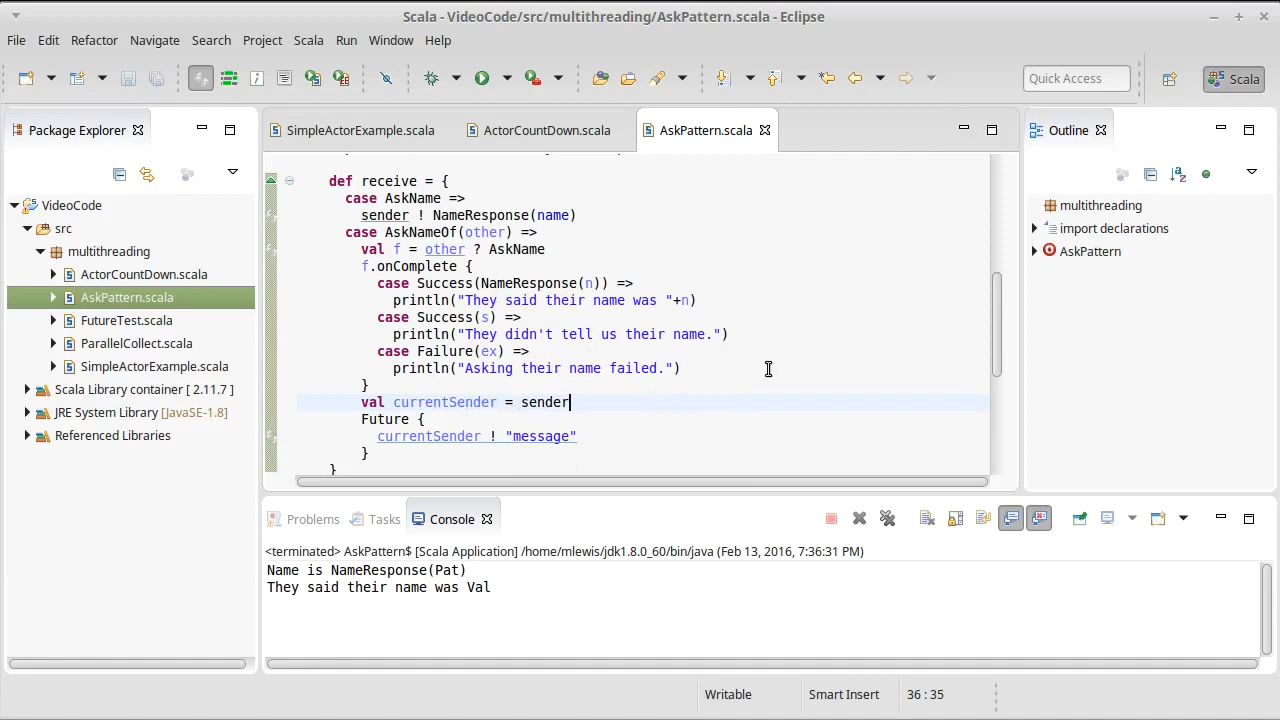 Scala - VideoCode/src/multithreading/AskPattern.scala - Eclipse
File Edit Refactor Navigate Search Project Scala Run Window Help
Quick Access
Scala
Package Explorer
VideoCode
src
multithreading
ActorCountDown.scala
AskPattern.scala
FutureTest.scala
ParallelCollect.scala
SimpleActorExample.scala
Scala Library container [ 2.11.7 ]
JRE System Library [JavaSE-1.8]
Referenced Libraries
SimpleActorExample.scala ActorCountDown.scala AskPattern.scala
def receive = {
case AskName =>
sender ! NameResponse(name)
case AskNameOf(other) =>
val f = other ? AskName
f.onComplete {
case Success(NameResponse(n)) =>
println("They said their name was "+n)
case Success(s) =>
println("They didn't tell us their name.")
case Failure(ex) =>
println("Asking their name failed.")
}
val currentSender = sender
Future {
currentSender ! "message"
}
}
Outline
multithreading
import declarations
AskPattern
Problems Tasks Console
<terminated> AskPattern$ [Scala Application] /home/mlewis/jdk1.8.0_60/bin/java (Feb 13, 2016, 7:36:31 PM)
Name is NameResponse(Pat)
They said their name was Val
Writable Smart Insert 36 : 35